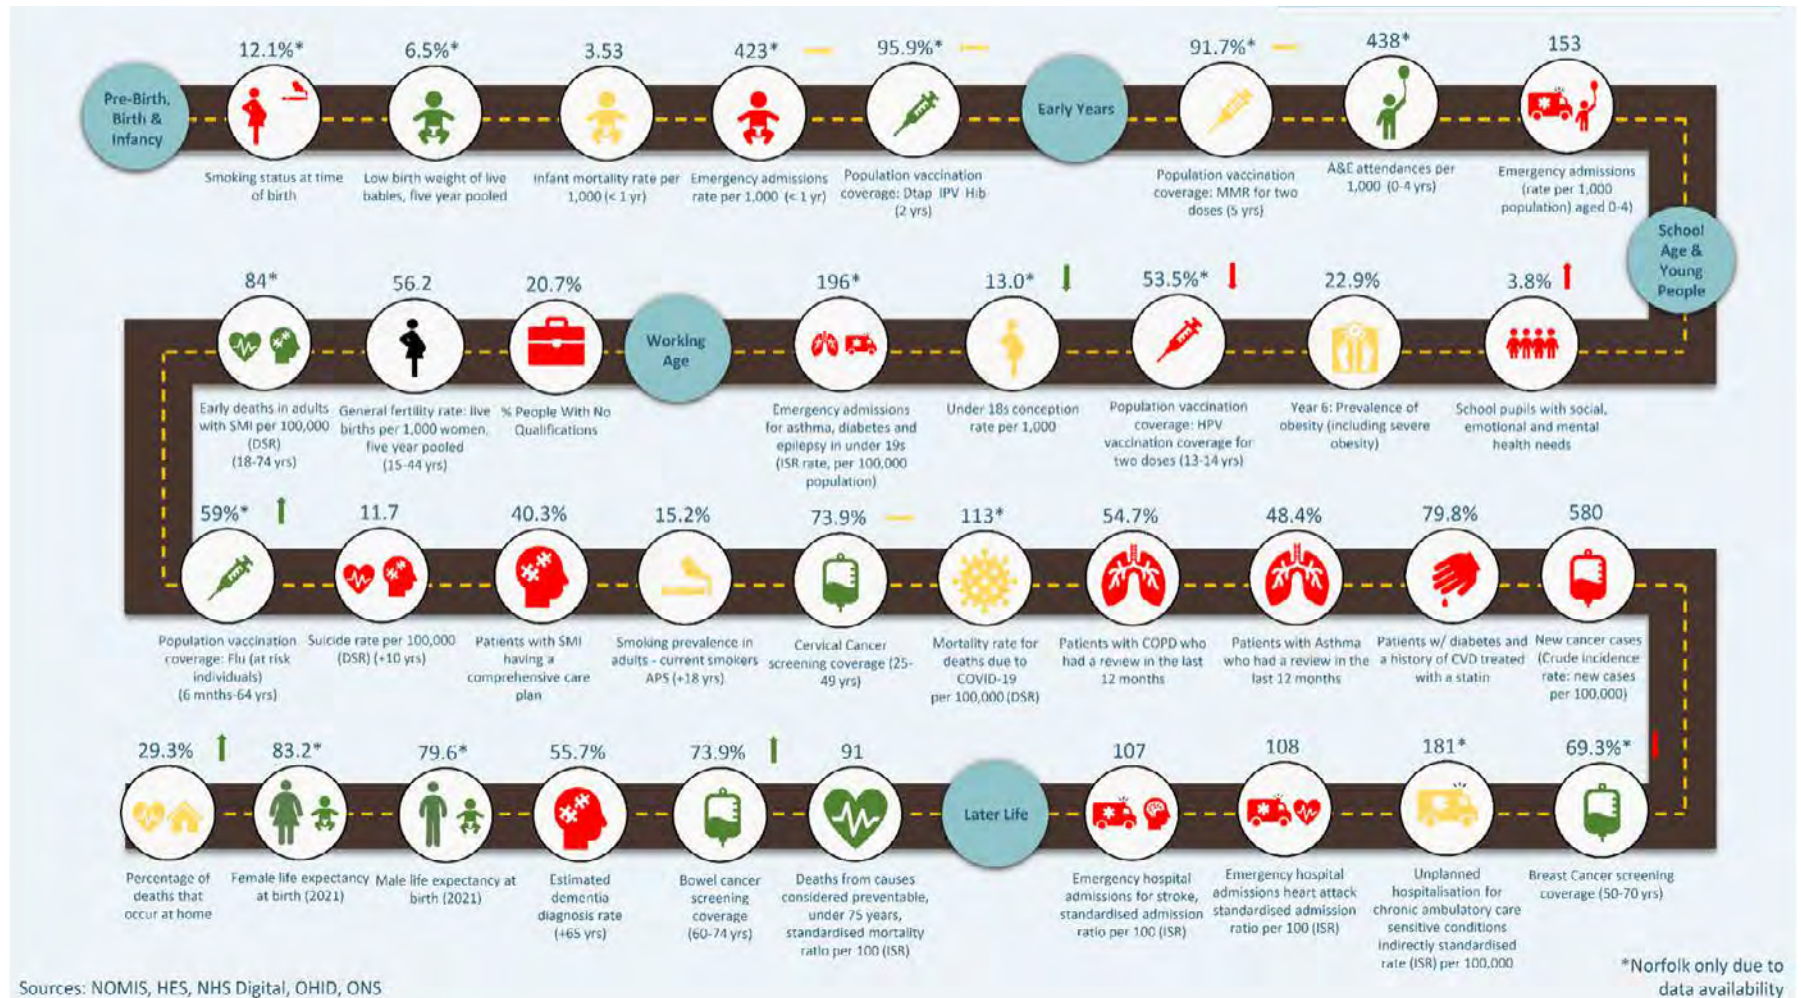 12.1%*
6.5%*
3.53
423*
95.9%*
91.7%*
438*
153
Pre-Birth,
Birth &
Infancy
Early Years
Smoking status at time
of birth
Low birth weight of live
babies, five year pooled
Infant mortality rate per
1,000 (< 1 yr)
Emergency admissions
rate per 1,000 (< 1 yr)
Population vaccination
coverage: Dtap IPV Hib
(2 yrs)
Population vaccination
coverage: MMR for two
doses (5 yrs)
A&E attendances per
1,000 (0-4 yrs)
Emergency admissions
(rate per 1,000
population) aged 0-4)
School
Age &
Young
People
84*
56.2
20.7%
196*
13.0*
53.5%*
22.9%
3.8%
Working
Age
Early deaths in adults
with SMI per 100,000
(DSR)
(18-74 yrs)
General fertility rate: live
births per 1,000 women,
five year pooled
(15-44 yrs)
% People With No
Qualifications
Emergency admissions
for asthma, diabetes and
epilepsy in under 19s
(ISR rate, per 100,000
population)
Under 18s conception
rate per 1,000
Population vaccination
coverage: HPV
vaccination coverage for
two doses (13-14 yrs)
Year 6: Prevalence of
obesity (including severe
obesity)
School pupils with social,
emotional and mental
health needs
59%*
11.7
40.3%
15.2%
73.9%
113*
54.7%
48.4%
79.8%
580
Population vaccination
coverage: Flu (at risk
individuals)
(6 mnths-64 yrs)
Suicide rate per 100,000
(DSR) (+10 yrs)
Patients with SMI
having a
comprehensive care
plan
Smoking prevalence in
adults - current smokers
APS (+18 yrs)
Cervical Cancer
screening coverage (25-
49 yrs)
Mortality rate for
deaths due to
COVID-19
per 100,000 (DSR)
Patients with COPD who
had a review in the last
12 months
Patients with Asthma
who had a review in the
last 12 months
Patients w/ diabetes and
a history of CVD treated
with a statin
New cancer cases
(Crude incidence
rate: new cases
per 100,000)
29.3%
83.2*
79.6*
55.7%
73.9%
91
107
108
181*
69.3%*
Later Life
Percentage of
deaths that
occur at home
Female life expectancy
at birth (2021)
Male life expectancy at
birth (2021)
Estimated
dementia
diagnosis rate
(+65 yrs)
Bowel cancer
screening
coverage
(60-74 yrs)
Deaths from causes
considered preventable,
under 75 years,
standardised mortality
ratio per 100 (ISR)
Emergency hospital
admissions for stroke,
standardised admission
ratio per 100 (ISR)
Emergency hospital
admissions heart attack
standardised admission
ratio per 100 (ISR)
Unplanned
hospitalisation for
chronic ambulatory care
sensitive conditions
indirectly standardised
rate (ISR) per 100,000
Breast Cancer screening
coverage (50-70 yrs)
Sources: NOMIS, HES, NHS Digital, OHID, ONS
*Norfolk only due to
data availability